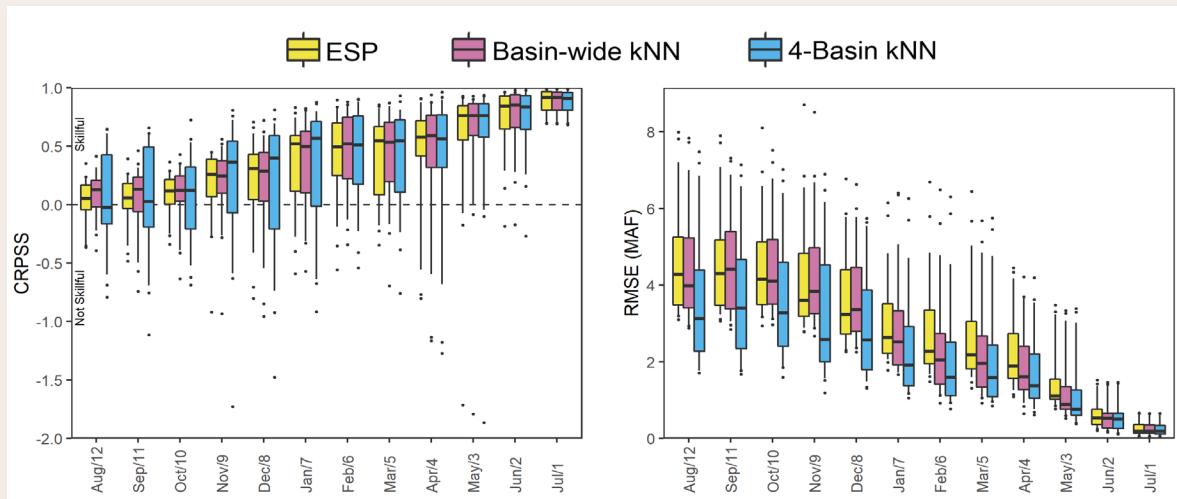 ESP
Basin-wide kNN
4-Basin kNN
CRPSS
1.0
0.5
0.0
-0.5
-1.0
-1.5
-2.0
Skillful
Not Skillful
Aug/12
Sep/11
Oct/10
Nov/9
Dec/8
Jan/7
Feb/6
Mar/5
Apr/4
May/3
Jun/2
Jul/1
RMSE (MAF)
8
6
4
2
0
Aug/12
Sep/11
Oct/10
Nov/9
Dec/8
Jan/7
Feb/6
Mar/5
Apr/4
May/3
Jun/2
Jul/1